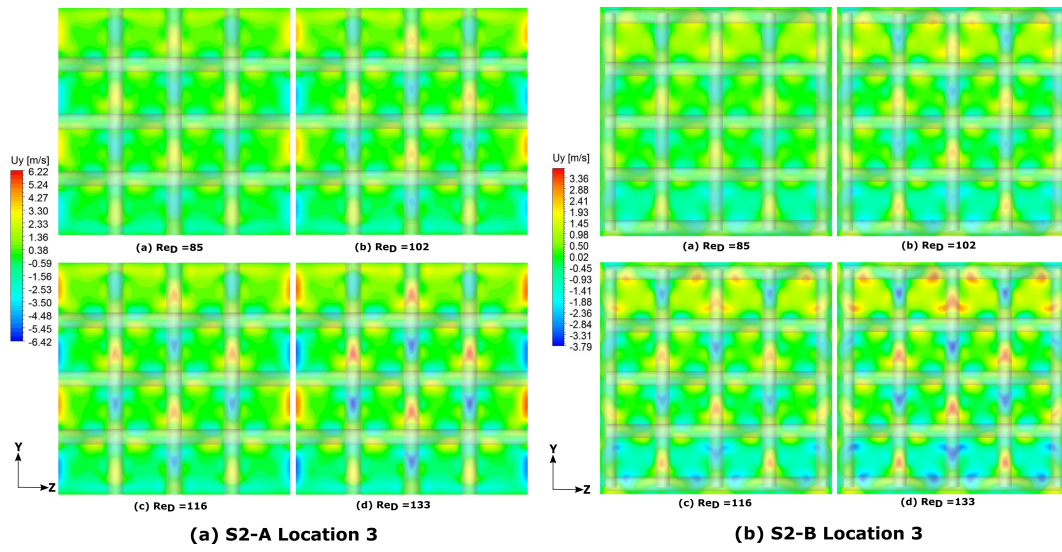 Uy [m/s]
6.22
5.24
4.27
3.30
2.33
1.36
0.38
-0.59
-1.56
-2.53
-3.50
-4.48
-5.45
-6.42
Y
Z
(a) ReD =85
(b) ReD =102
(c) ReD =116
(d) ReD =133
(a) S2-A Location 3
Uy [m/s]
3.36
2.88
2.41
1.93
1.45
0.98
0.50
0.02
-0.45
-0.93
-1.41
-1.88
-2.36
-2.84
-3.31
-3.79
Y
Z
(a) ReD =85
(b) ReD =102
(c) ReD =116
(d) ReD =133
(b) S2-B Location 3